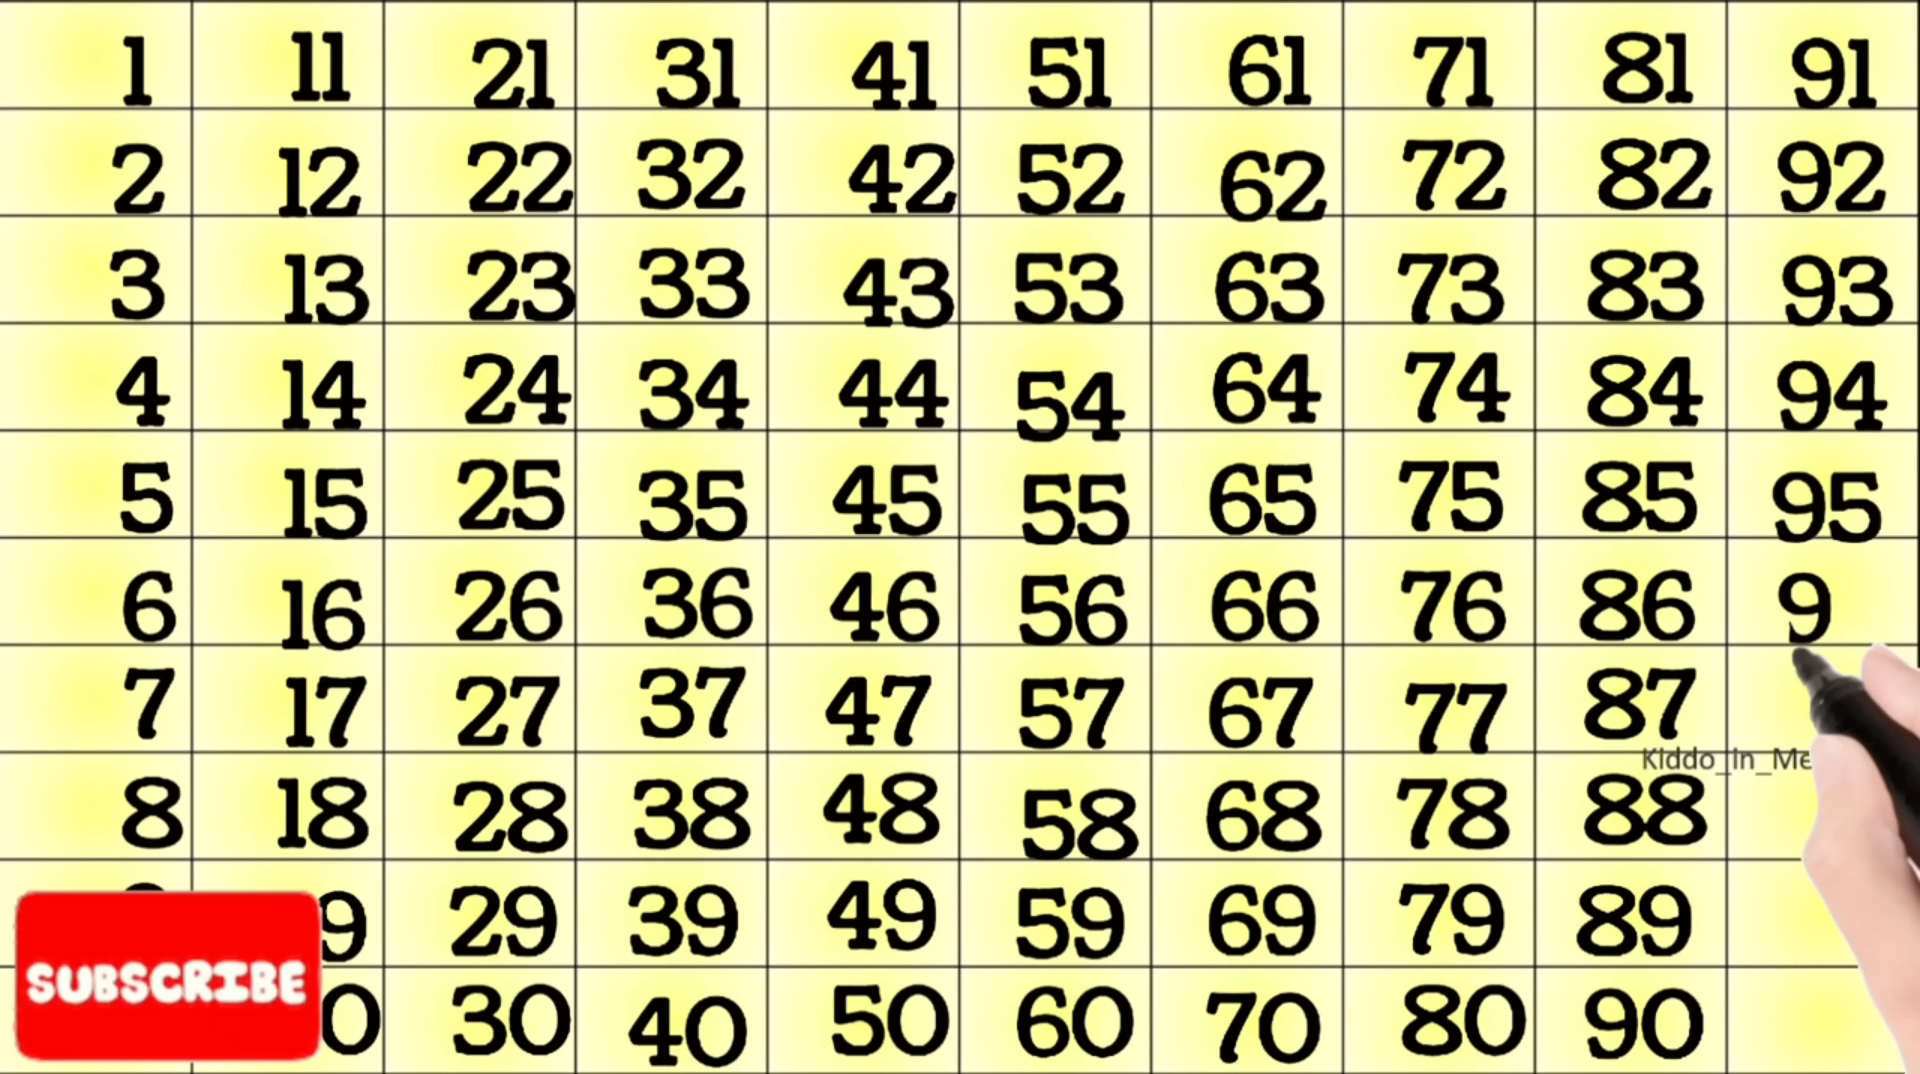 1 11 21 31 41 51 61 71 81 91
2 12 22 32 42 52 62 72 82 92
3 13 23 33 43 53 63 73 83 93
4 14 24 34 44 54 64 74 84 94
5 15 25 35 45 55 65 75 85 95
6 16 26 36 46 56 66 76 86 9
7 17 27 37 47 57 67 77 87
Kiddo_in_Me
8 18 28 38 48 58 68 78 88
9 29 39 49 59 69 79 89
SUBSCRIBE
0 30 40 50 60 70 80 90